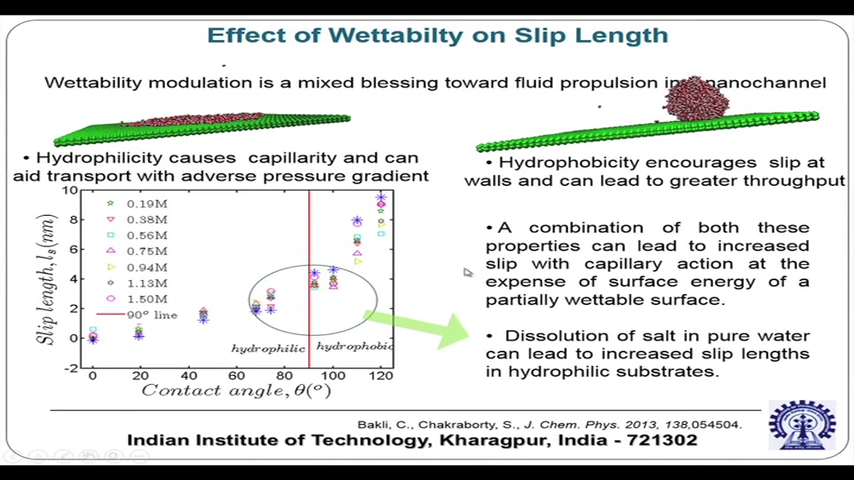 Effect of Wettabilty on Slip Length
Wettability modulation is a mixed blessing toward fluid propulsion in nanochannel
• Hydrophilicity causes capillarity and can
aid transport with adverse pressure gradient
• Hydrophobicity encourages slip at
walls and can lead to greater throughput
Slip length, lₛ(nm)
10
8
6
4
2
0
-2
0.19M
0.38M
0.56M
0.75M
0.94M
1.13M
1.50M
90° line
hydrophilic
hydrophobic
0 20 40 60 80 100 120
Contact angle, θ(°)
• A combination of both these
properties can lead to increased
slip with capillary action at the
expense of surface energy of a
partially wettable surface.
• Dissolution of salt in pure water
can lead to increased slip lengths
in hydrophilic substrates.
Bakli, C., Chakraborty, S., J. Chem. Phys. 2013, 138,054504.
Indian Institute of Technology, Kharagpur, India - 721302